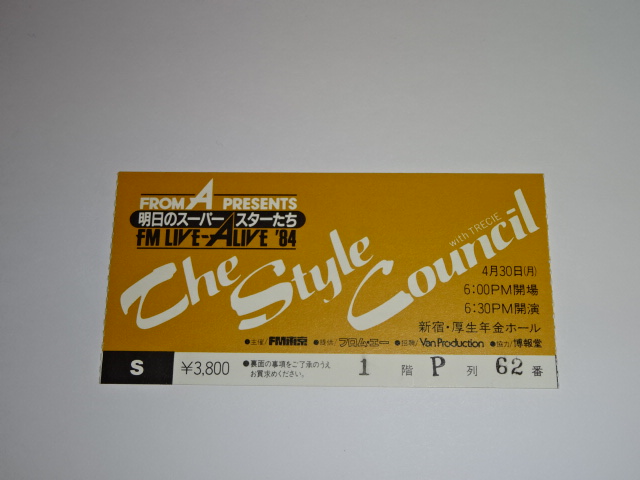 FROM A PRESENTS
明日のスーパースターたち
FM LIVE-ALIVE '84
The Style Council
with TRECIE
4月30日(月)
6:00PM開場
6:30PM開演
新宿・厚生年金ホール
●主催/FM東京 ●提供/フロム・エー ●招聘/Van Production ●協力/博報堂
S ¥3,800 ●裏面の事項をご了承のうえ
お買求めください。
1 階 P 列 62 番